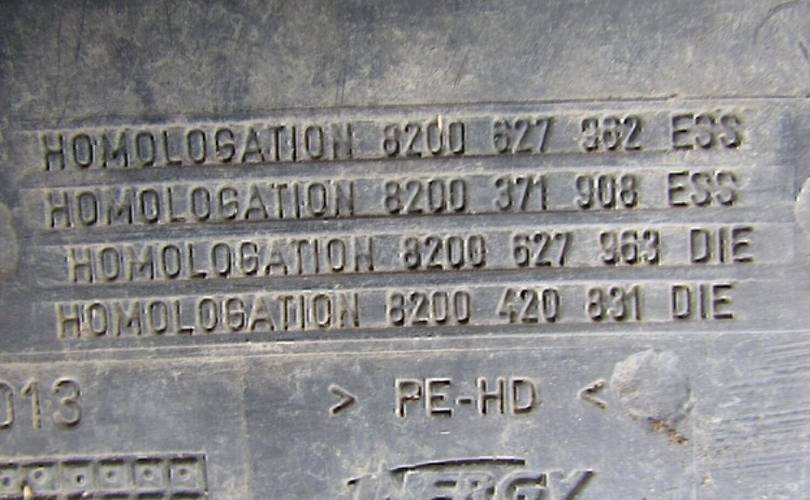 HOMOLOGATION 8200 627 962 ESS
HOMOLOGATION 8200 371 908 ESS
HOMOLOGATION 8200 627 963 DIE
HOMOLOGATION 8200 420 831 DIE
013
> PE-HD <